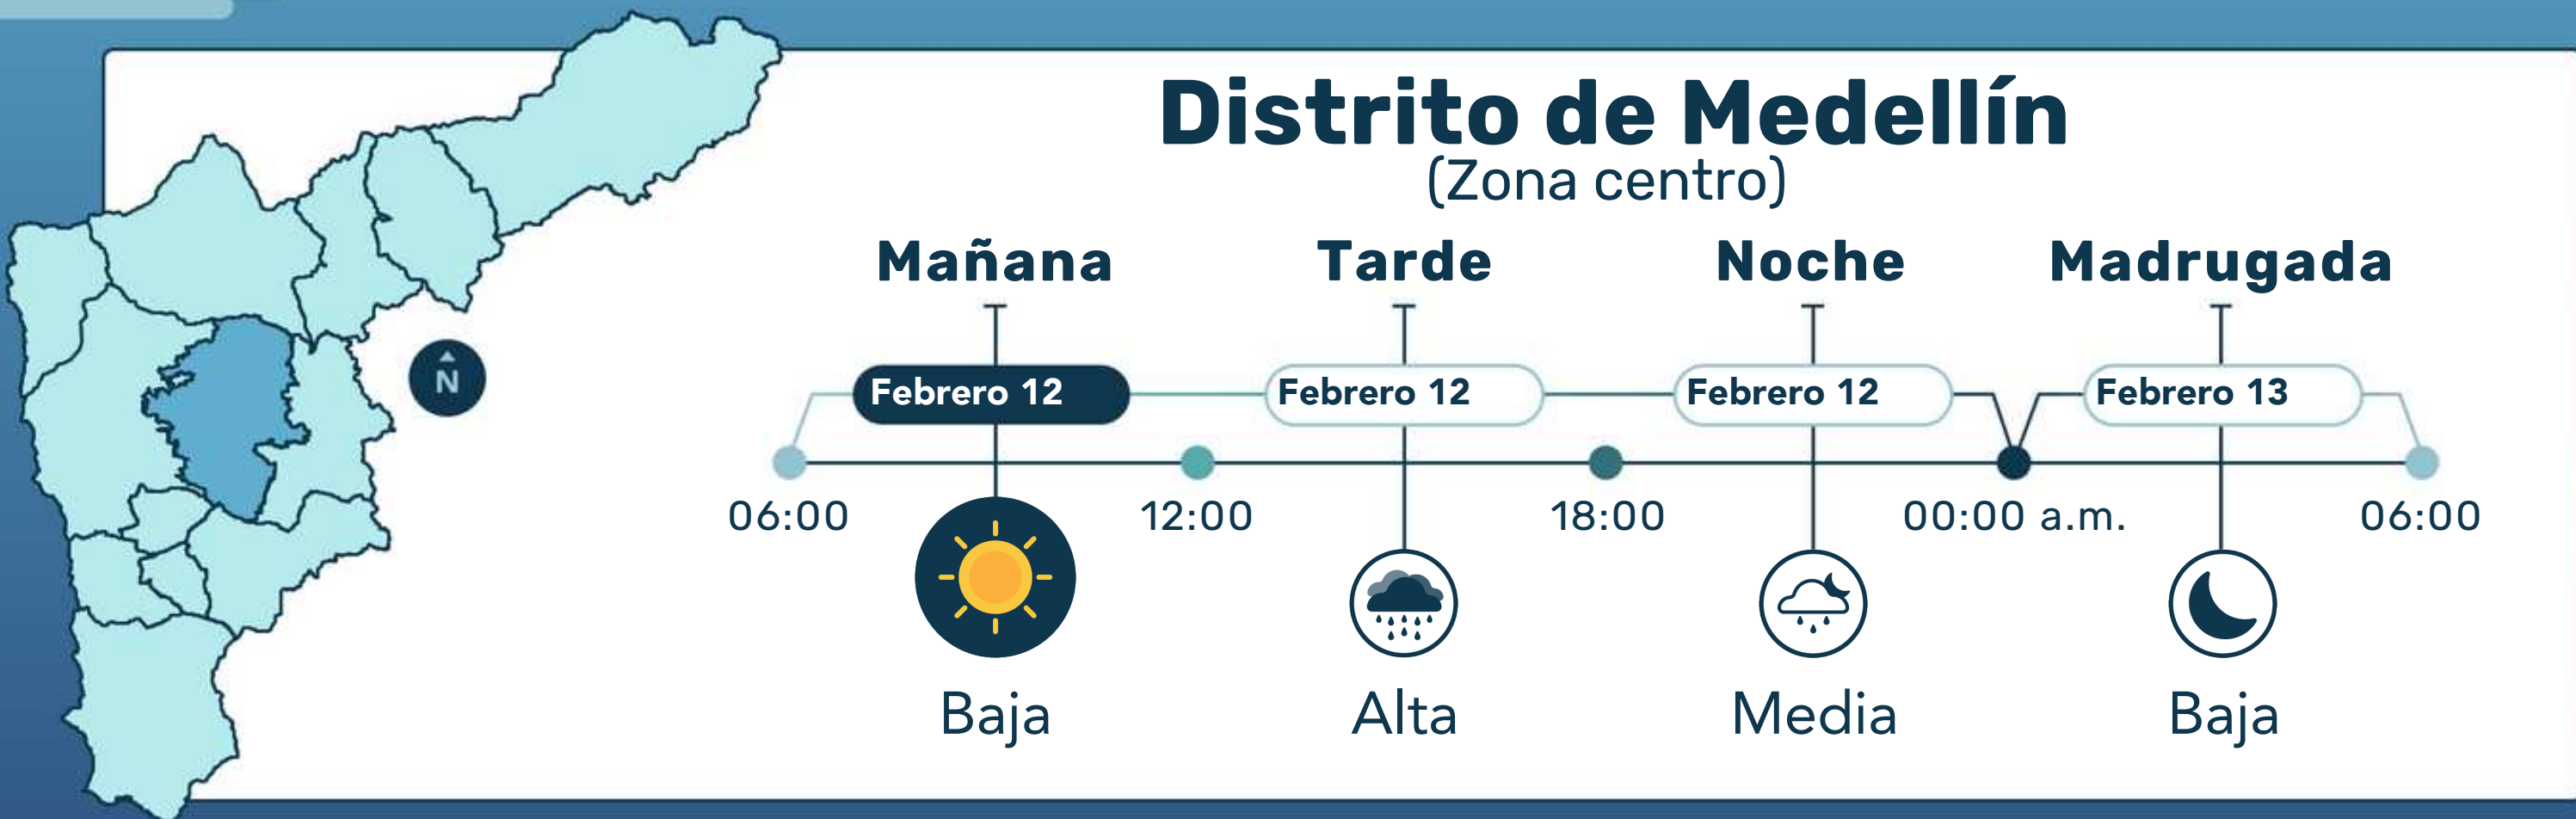 Distrito de Medellín
(Zona centro)
Mañana Tarde Noche Madrugada
Febrero 12 Febrero 12 Febrero 12 Febrero 13
N
06:00 12:00 18:00 00:00 a.m. 06:00
Baja Alta Media Baja